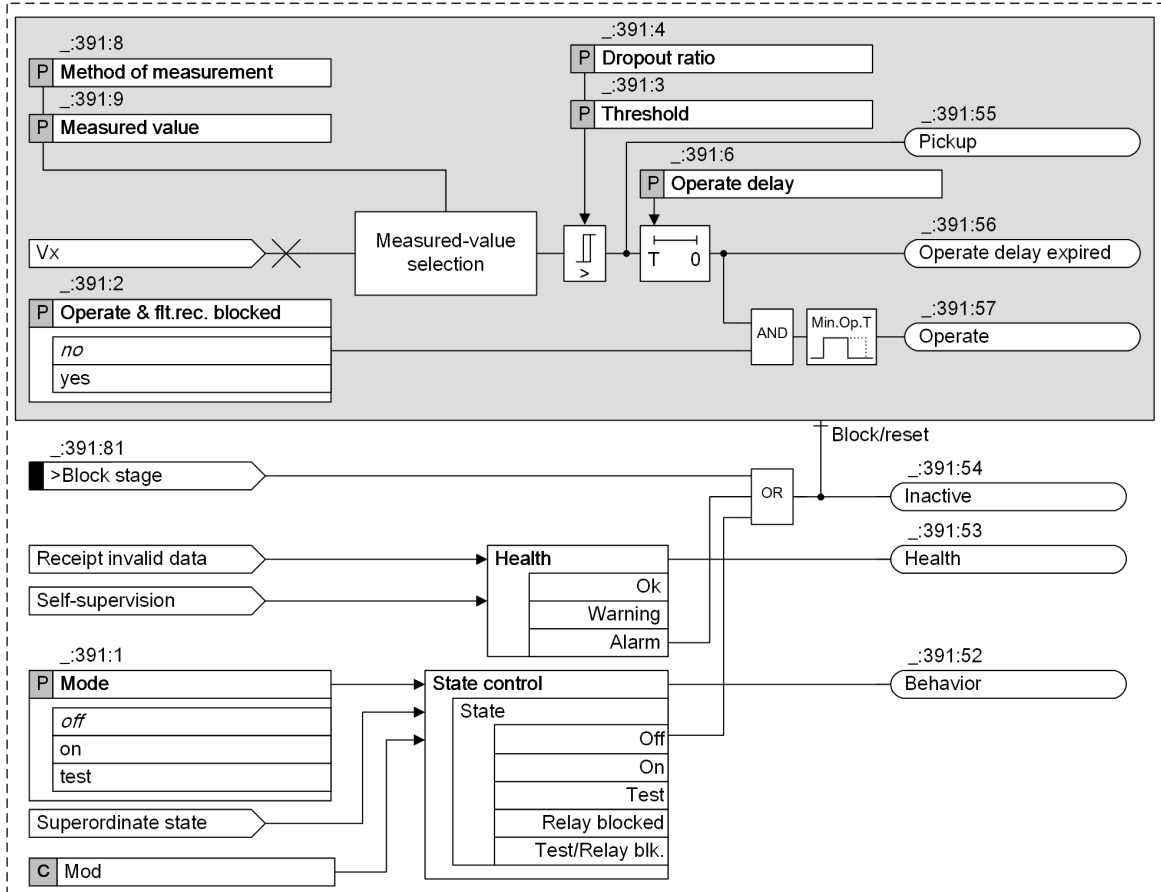 _:391:8
P Method of measurement
_:391:9
P Measured value
_:391:4
P Dropout ratio
_:391:3
P Threshold
_:391:6
P Operate delay
_:391:55
Pickup
Vx
Measured-value
selection
>
T 0
_:391:56
Operate delay expired
_:391:2
P Operate & flt.rec. blocked
no
yes
AND
Min.Op.T
_:391:57
Operate
Block/reset
_:391:81
>Block stage
OR
_:391:54
Inactive
Receipt invalid data
Self-supervision
Health
Ok
Warning
Alarm
_:391:53
Health
_:391:1
P Mode
off
on
test
Superordinate state
C Mod
State control
State
Off
On
Test
Relay blocked
Test/Relay blk.
_:391:52
Behavior